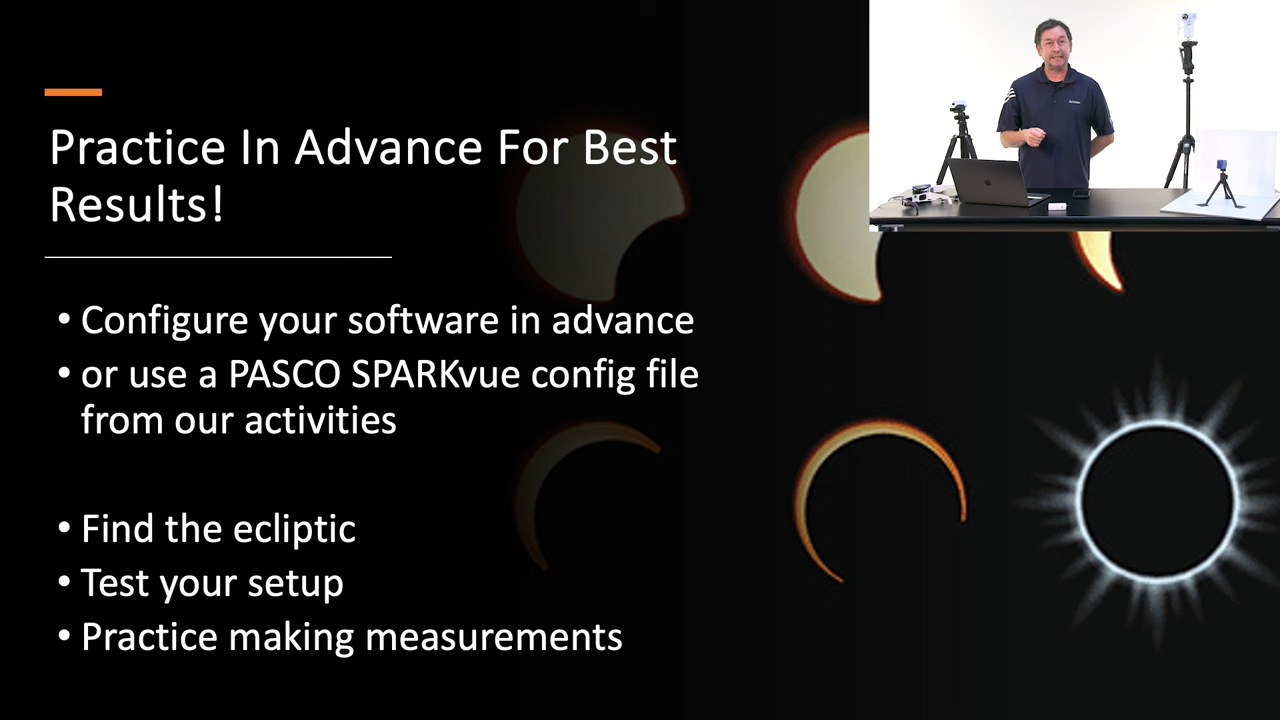 Practice In Advance For Best
Results!
• Configure your software in advance
• or use a PASCO SPARKvue config file
from our activities
• Find the ecliptic
• Test your setup
• Practice making measurements